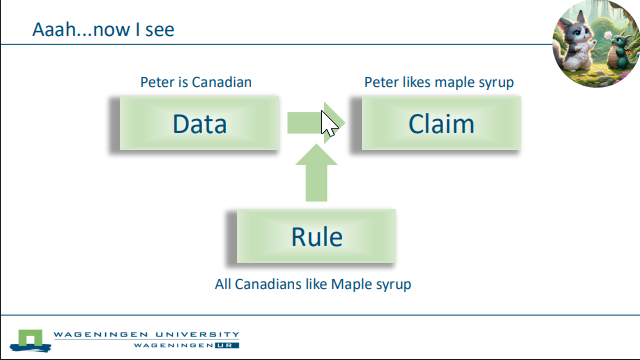 Aaah...now I see
Peter is Canadian
Peter likes maple syrup
Data
Claim
Rule
All Canadians like Maple syrup
WAGENINGEN UNIVERSITY
WAGENINGEN UR